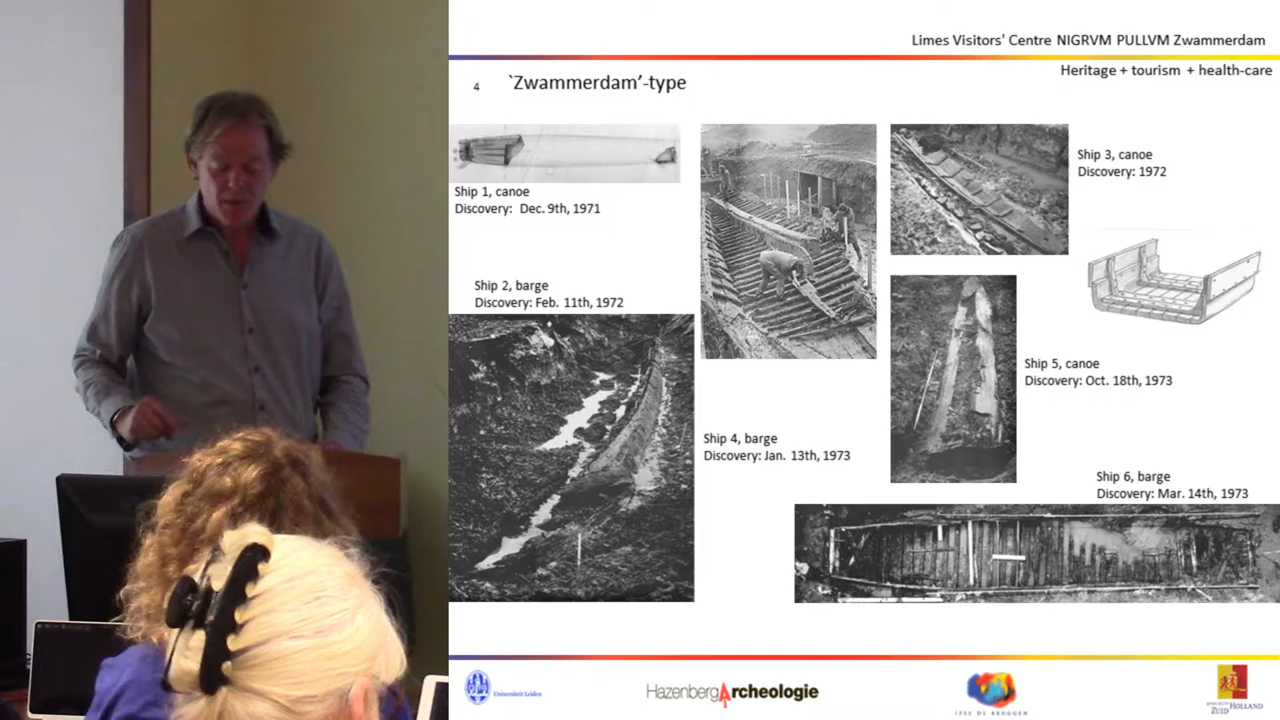 Limes Visitors' Centre NIGRVM PULLVM Zwammerdam
Heritage + tourism + health-care
4
`Zwammerdam'-type
Ship 1, canoe
Discovery: Dec. 9th, 1971
Ship 2, barge
Discovery: Feb. 11th, 1972
Ship 3, canoe
Discovery: 1972
Ship 5, canoe
Discovery: Oct. 18th, 1973
Ship 4, barge
Discovery: Jan. 13th, 1973
Ship 6, barge
Discovery: Mar. 14th, 1973
Universiteit Leiden
Hazenberg Archeologie
IPSE DE BRUGGEN
provincie
ZUID HOLLAND